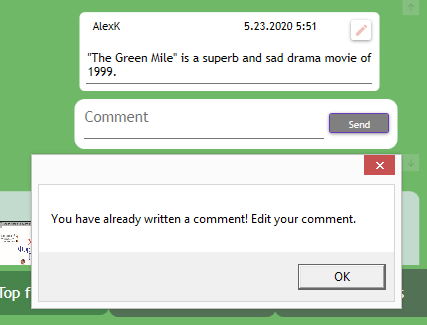 AlexK 5.23.2020 5:51
"The Green Mile" is a superb and sad drama movie of
1999.
Comment
Send
You have already written a comment! Edit your comment.
OK
Top f
s